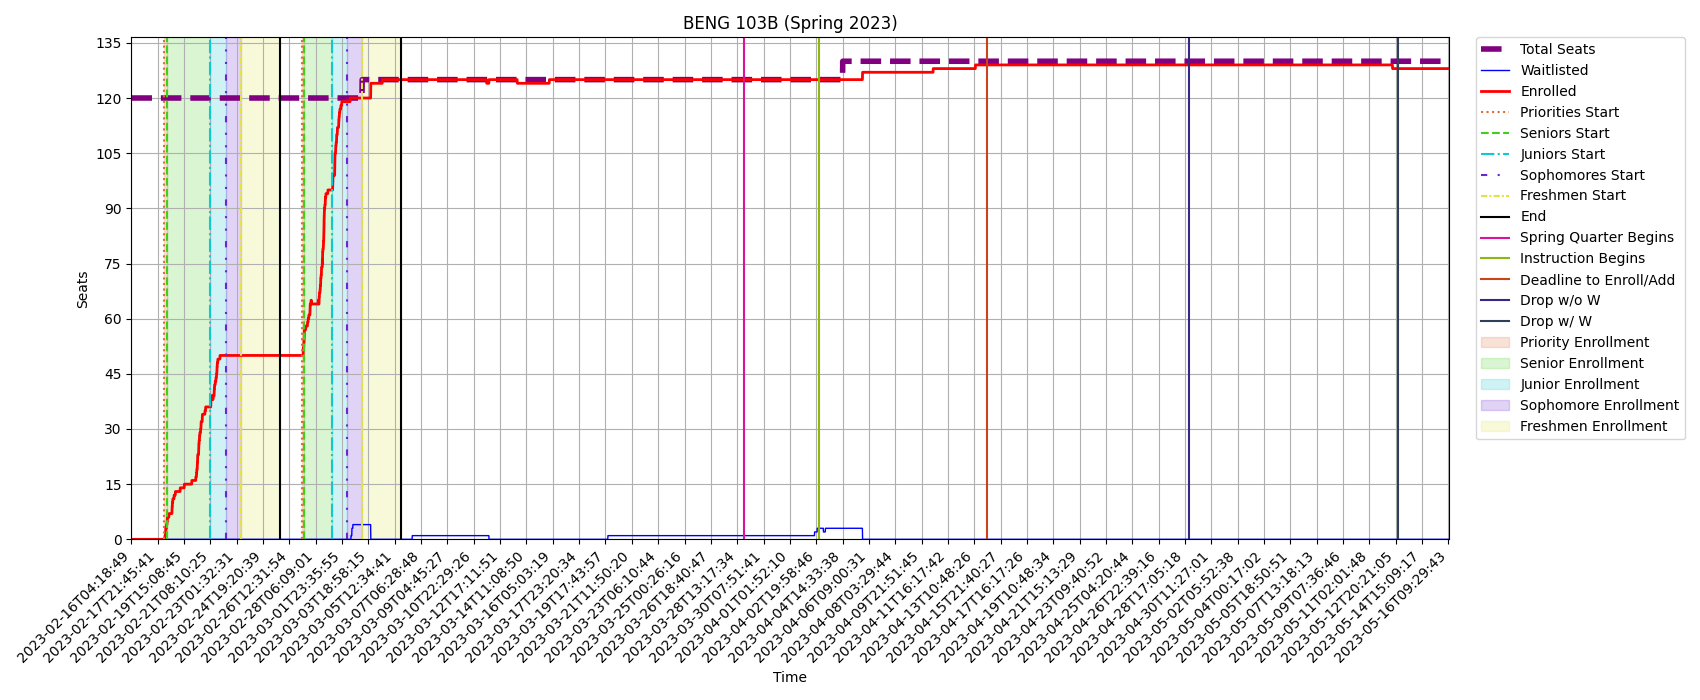 BENG 103B (Spring 2023)
Seats
135
120
105
90
75
60
45
30
15
0
2023-02-16T04:18:49
2023-02-17T21:45:41
2023-02-19T15:08:45
2023-02-21T08:10:25
2023-02-23T01:32:31
2023-02-24T19:20:39
2023-02-26T12:31:54
2023-02-28T06:09:01
2023-03-01T23:35:55
2023-03-03T18:58:15
2023-03-05T12:34:41
2023-03-07T06:28:48
2023-03-09T04:45:27
2023-03-10T22:29:26
2023-03-12T17:11:51
2023-03-14T11:08:50
2023-03-16T05:03:19
2023-03-17T23:20:34
2023-03-19T17:43:57
2023-03-21T11:50:20
2023-03-23T06:10:44
2023-03-25T00:26:16
2023-03-26T18:40:47
2023-03-28T13:17:34
2023-03-30T07:51:41
2023-04-01T01:52:10
2023-04-02T19:58:46
2023-04-04T14:33:38
2023-04-06T09:00:31
2023-04-08T03:29:44
2023-04-09T21:51:45
2023-04-11T16:17:42
2023-04-13T10:48:26
2023-04-15T21:40:27
2023-04-17T16:17:26
2023-04-19T10:48:34
2023-04-21T15:13:29
2023-04-23T09:40:52
2023-04-25T04:20:44
2023-04-26T22:39:16
2023-04-28T17:05:18
2023-04-30T11:27:01
2023-05-02T05:52:38
2023-05-04T00:17:02
2023-05-05T18:50:51
2023-05-07T13:18:13
2023-05-09T07:36:46
2023-05-11T02:01:48
2023-05-12T20:21:05
2023-05-14T15:09:17
2023-05-16T09:29:43
Time
Total Seats
Waitlisted
Enrolled
Priorities Start
Seniors Start
Juniors Start
Sophomores Start
Freshmen Start
End
Spring Quarter Begins
Instruction Begins
Deadline to Enroll/Add
Drop w/o W
Drop w/ W
Priority Enrollment
Senior Enrollment
Junior Enrollment
Sophomore Enrollment
Freshmen Enrollment